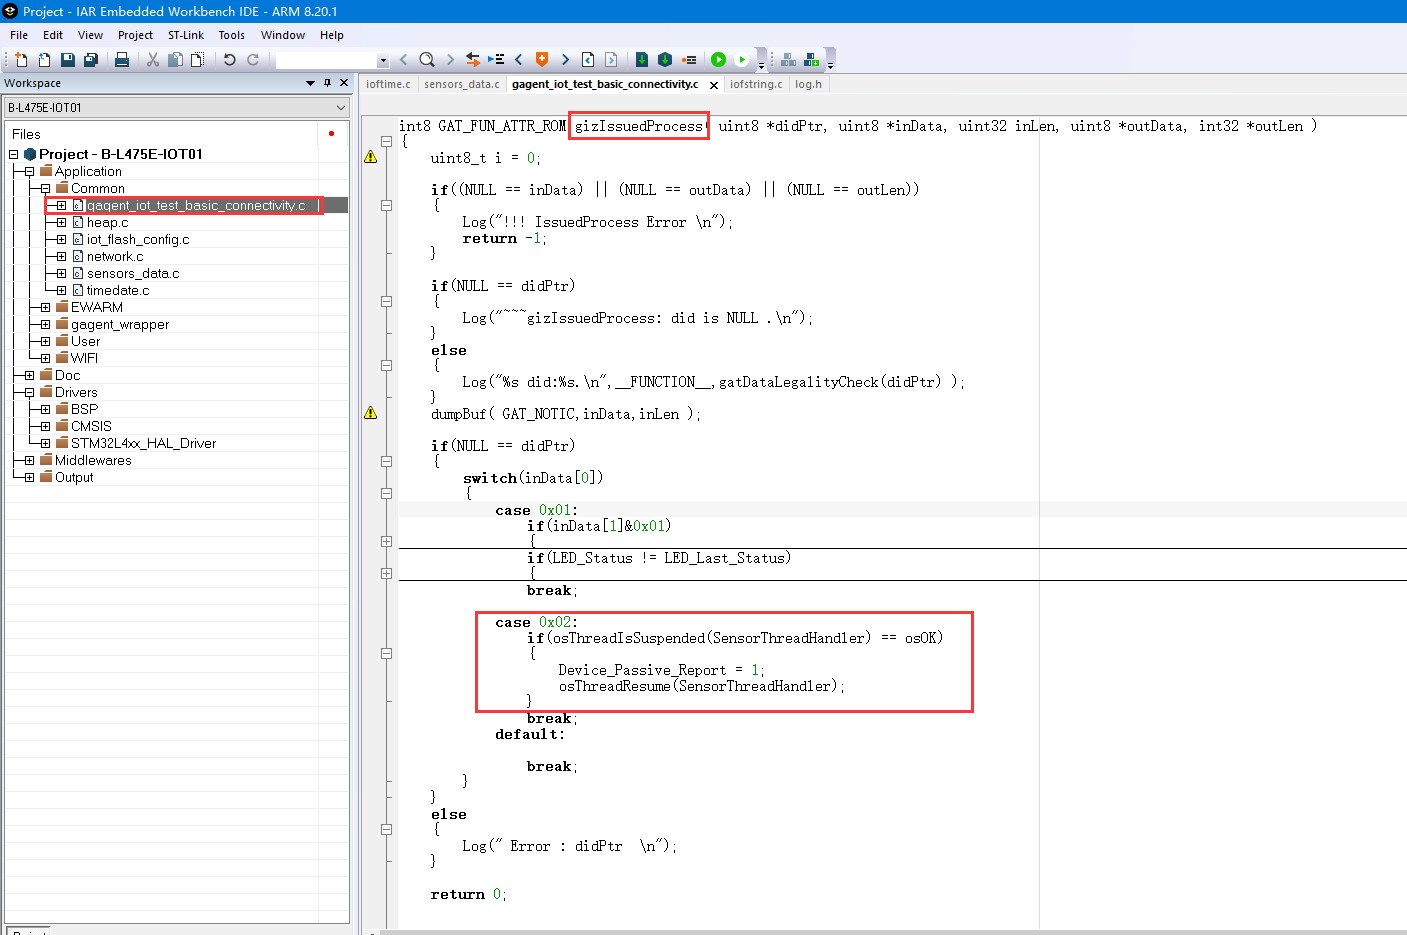 Project - IAR Embedded Workbench IDE - ARM 8.20.1
File Edit View Project ST-Link Tools Window Help
Workspace
B-L475E-IOT01
Files
Project - B-L475E-IOT01
Application
Common
gagent_iot_test_basic_connectivity.c
heap.c
iot_flash_config.c
network.c
sensors_data.c
timedate.c
EWARM
gagent_wrapper
User
WIFI
Doc
Drivers
BSP
CMSIS
STM32L4xx_HAL_Driver
Middlewares
Output
ioftime.c sensors_data.c gagent_iot_test_basic_connectivity.c iofstring.c log.h
int8 GAT_FUN_ATTR_ROM gizIssuedProcess( uint8 *didPtr, uint8 *inData, uint32 inLen, uint8 *outData, int32 *outLen )
{
uint8_t i = 0;
if((NULL == inData) || (NULL == outData) || (NULL == outLen))
{
Log("!!! IssuedProcess Error \n");
return -1;
}
if(NULL == didPtr)
{
Log("~~~gizIssuedProcess: did is NULL .\n");
}
else
{
Log("%s did:%s.\n",__FUNCTION__,gatDataLegalityCheck(didPtr) );
}
dumpBuf( GAT_NOTIC,inData,inLen );
if(NULL == didPtr)
{
switch(inData[0])
{
case 0x01:
if(inData[1]&0x01)
{
if(LED_Status != LED_Last_Status)
{
break;
case 0x02:
if(osThreadIsSuspended(SensorThreadHandler) == osOK)
{
Device_Passive_Report = 1;
osThreadResume(SensorThreadHandler);
}
break;
default:
break;
}
}
else
{
Log(" Error : didPtr  \n");
}
return 0;